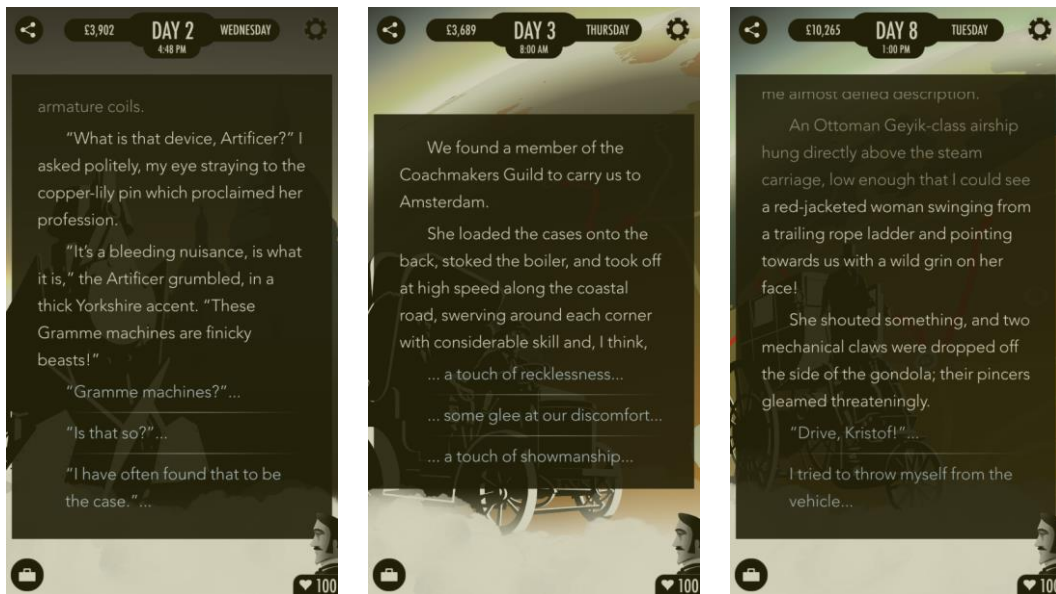 £3,902 DAY 2 WEDNESDAY
4:48 PM
armature coils.
"What is that device, Artificer?" I
asked politely, my eye straying to the
copper-lily pin which proclaimed her
profession.
"It's a bleeding nuisance, is what
it is," the Artificer grumbled, in a
thick Yorkshire accent. "These
Gramme machines are finicky
beasts!"
"Gramme machines?"...
"Is that so?"...
"I have often found that to be
the case."...
100
£3,689 DAY 3 THURSDAY
8:00 AM
We found a member of the
Coachmakers Guild to carry us to
Amsterdam.
She loaded the cases onto the
back, stoked the boiler, and took off
at high speed along the coastal
road, swerving around each corner
with considerable skill and, I think,
... a touch of recklessness...
... some glee at our discomfort...
... a touch of showmanship...
100
£10,265 DAY 8 TUESDAY
1:00 PM
me almost defied description.
An Ottoman Geyik-class airship
hung directly above the steam
carriage, low enough that I could see
a red-jacketed woman swinging from
a trailing rope ladder and pointing
towards us with a wild grin on her
face!
She shouted something, and two
mechanical claws were dropped off
the side of the gondola; their pincers
gleamed threateningly.
"Drive, Kristof!"...
I tried to throw myself from the
vehicle...
100